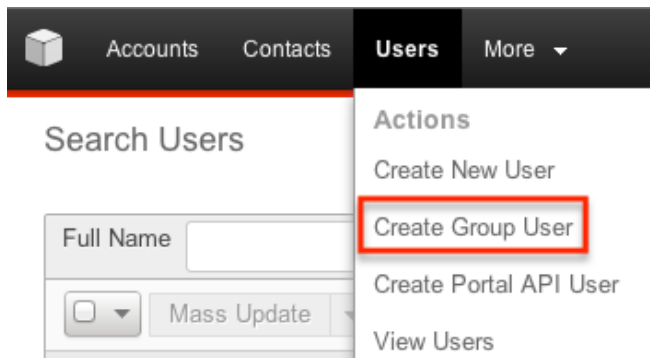 Accounts Contacts Users More
Search Users
Actions
Create New User
Full Name
Create Group User
Create Portal API User
Mass Update
View Users